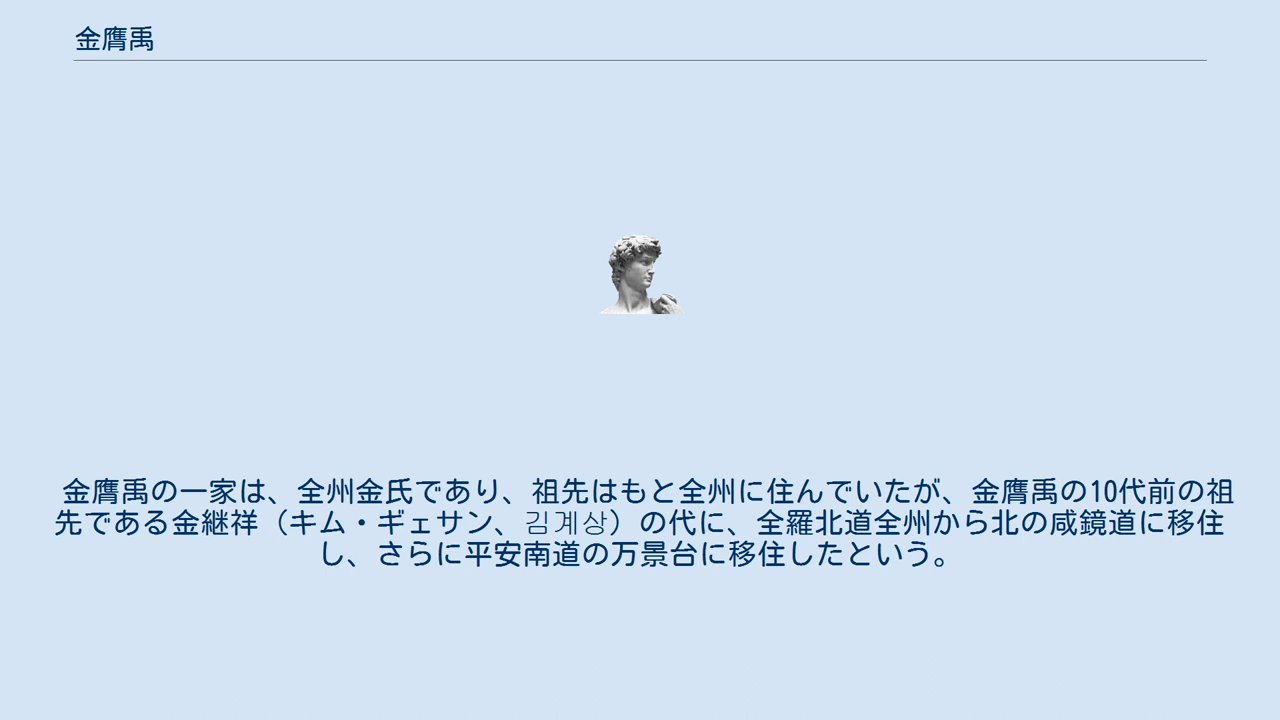 金膺禹
金膺禹の一家は、全州金氏であり、祖先はもと全州に住んでいたが、金膺禹の10代前の祖
先である金継祥（キム・ギェサン、김계상）の代に、全羅北道全州から北の咸鏡道に移住
し、さらに平安南道の万景台に移住したという。